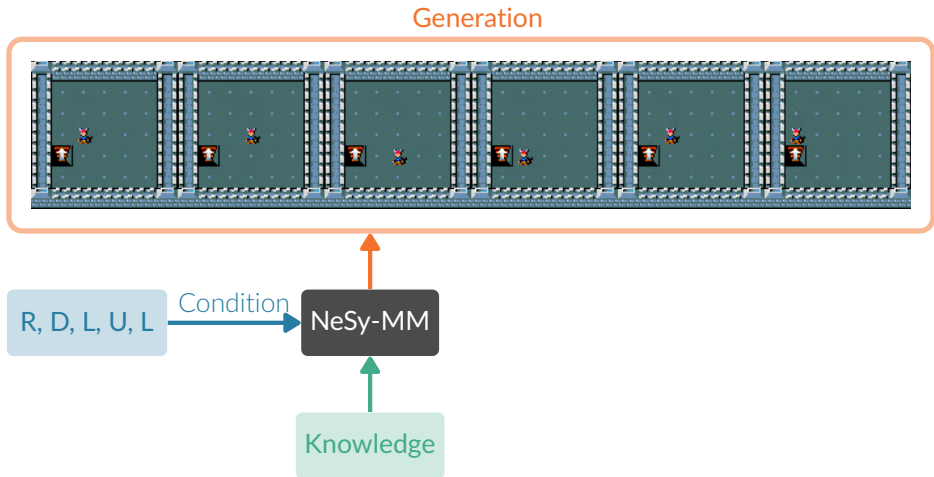 Generation
R, D, L, U, L
Condition
NeSy-MM
Knowledge